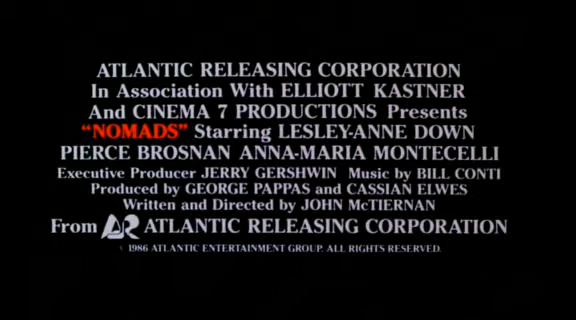 ATLANTIC RELEASING CORPORATION
In Association With ELLIOTT KASTNER
And CINEMA 7 PRODUCTIONS Presents
"NOMADS" Starring LESLEY-ANNE DOWN
PIERCE BROSNAN ANNA-MARIA MONTECELLI
Executive Producer JERRY GERSHWIN Music by BILL CONTI
Produced by GEORGE PAPPAS and CASSIAN ELWES
Written and Directed by JOHN McTIERNAN
From AR ATLANTIC RELEASING CORPORATION
© 1986 ATLANTIC ENTERTAINMENT GROUP. ALL RIGHTS RESERVED.